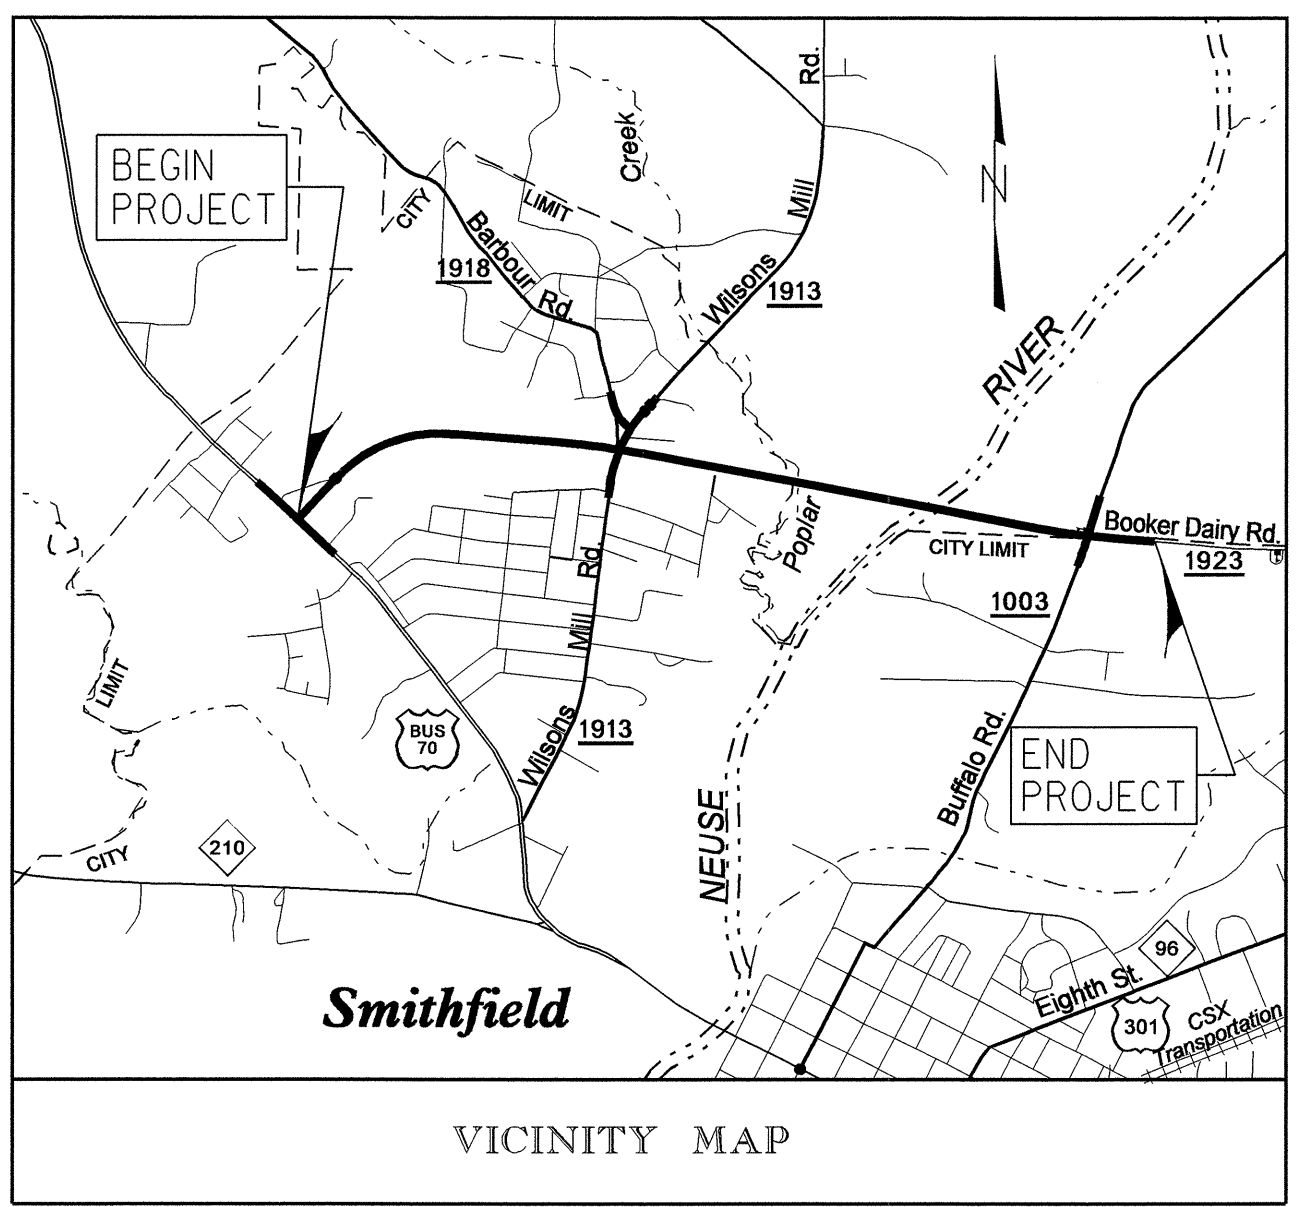 Rd.
Creek
BEGIN
PROJECT
N
Mill
CITY
LIMIT
Barbour
1918
Rd.
Wilsons
1913
RIVER
Poplar
Booker Dairy Rd.
CITY LIMIT
1923
Rd.
1003
Mill
LIMIT
BUS
70
Wilsons
1913
Buffalo Rd.
END
PROJECT
NEUSE
210
CITY
96
Eighth St.
301
CSX
Transportation
Smithfield
VICINITY MAP